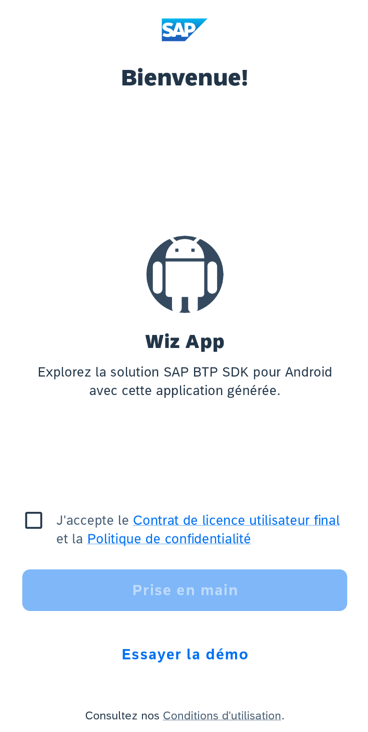 SAP
Bienvenue!
Wiz App
Explorez la solution SAP BTP SDK pour Android
avec cette application générée.
J'accepte le Contrat de licence utilisateur final
et la Politique de confidentialité
Prise en main
Essayer la démo
Consultez nos Conditions d'utilisation.